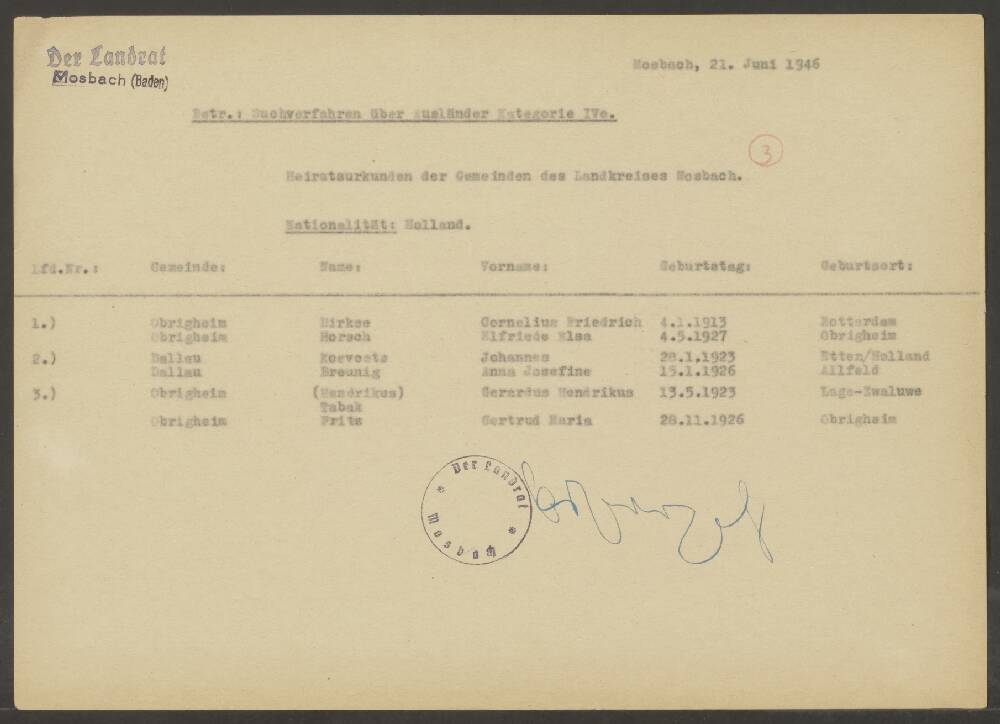 Der Landrat
Mosbach (Baden)
Mosbach, 21. Juni 1946
Betr.: Suchverfahren über Ausländer Kategorie IVe.
3
Heiratsurkunden der Gemeinden des Landkreises Mosbach.
Nationalität: Holland.
Lfd.Nr.: Gemeinde: Name: Vorname: Geburtstag: Geburtsort:
1.) Obrigheim Dirkse Cornelius Friedrich 4.1.1913 Rotterdam
Obrigheim Horsch Elfriede Elsa 4.5.1927 Obrigheim
2.) Dallau Koevoets Johannes 28.1.1923 Etten/Holland
Dallau Breunig Anna Josefine 15.1.1926 Allfeld
3.) Obrigheim (Hendrikus) Gerardus Hendrikus 13.5.1923 Lage-Zwaluwe
Tabak
Obrigheim Fritz Gertrud Maria 28.11.1926 Obrigheim
Der Landrat
* Mosbach *